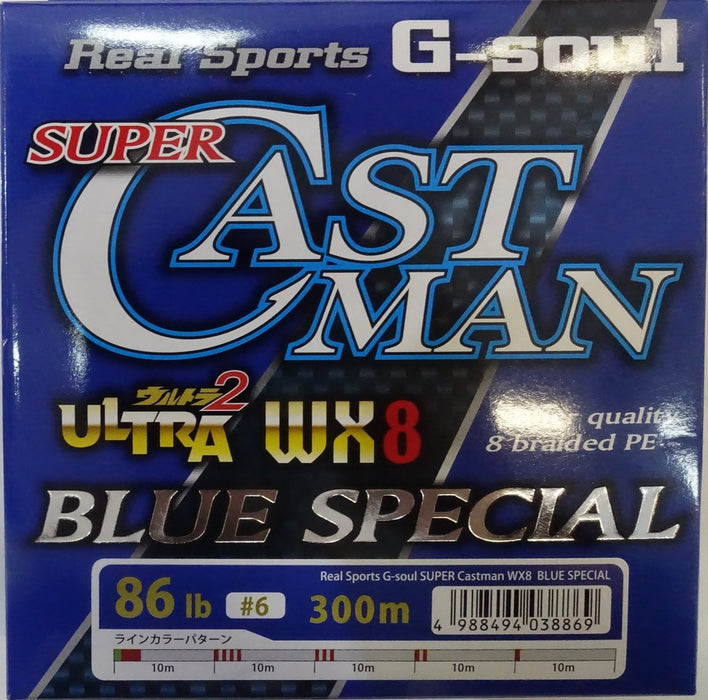 Real Sports G-soul
SUPER
CAST
MAN
ウルトラ2
ULTRA WX8
quality
8 braided PE
BLUE SPECIAL
Real Sports G-soul SUPER Castman WX8 BLUE SPECIAL
86 lb #6 300m
4 988494 038869
ラインカラーパターン
10m 10m 10m 10m 10m